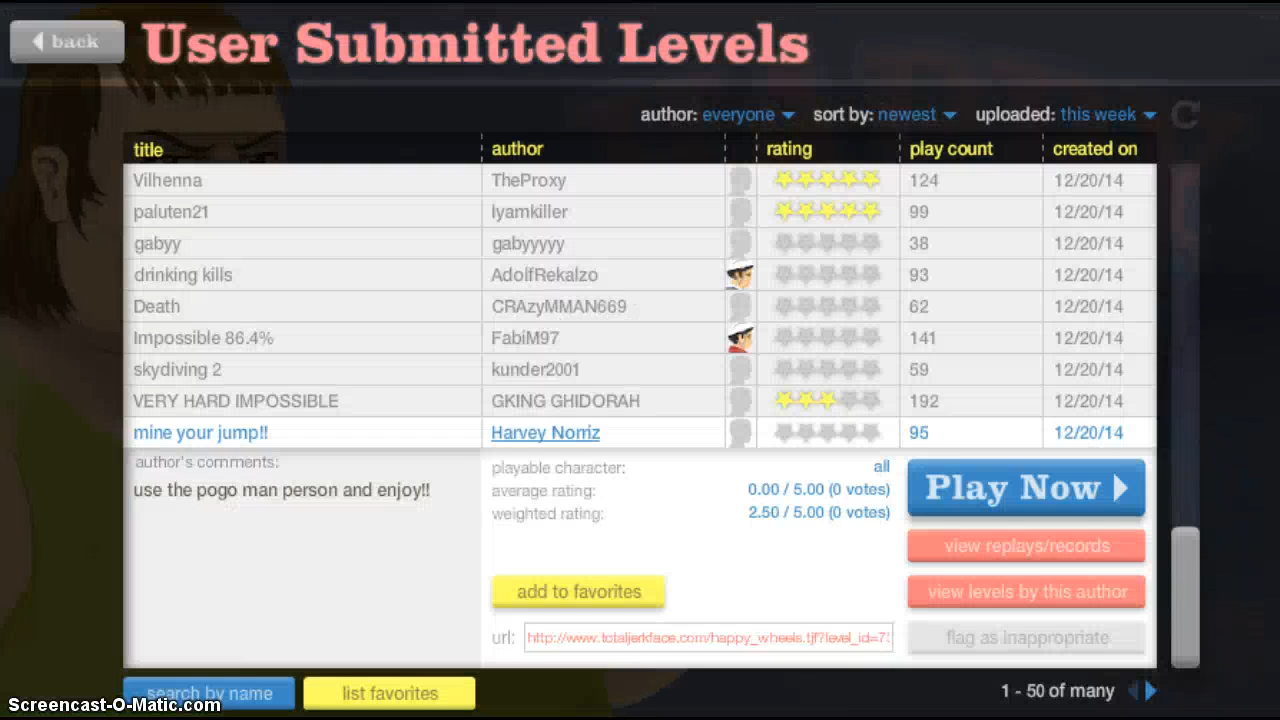 back
User Submitted Levels
author: everyone sort by: newest uploaded: this week
title author rating play count created on
Vilhenna TheProxy 124 12/20/14
paluten21 lyamkiller 99 12/20/14
gabyy gabyyyyy 38 12/20/14
drinking kills AdolfRekalzo 93 12/20/14
Death CRAzyMMAN669 62 12/20/14
Impossible 86.4% FabiM97 141 12/20/14
skydiving 2 kunder2001 59 12/20/14
VERY HARD IMPOSSIBLE GKING GHIDORAH 192 12/20/14
mine your jump!! Harvey Norriz 95 12/20/14
author's comments: playable character: all
use the pogo man person and enjoy!! average rating: 0.00 / 5.00 (0 votes) Play Now
weighted rating: 2.50 / 5.00 (0 votes)
view replays/records
add to favorites view levels by this author
url: http://www.totaljerkface.com/happy_wheels.tjf?level_id=7 flag as inappropriate
search by name list favorites 1 - 50 of many
Screencast-O-Matic.com